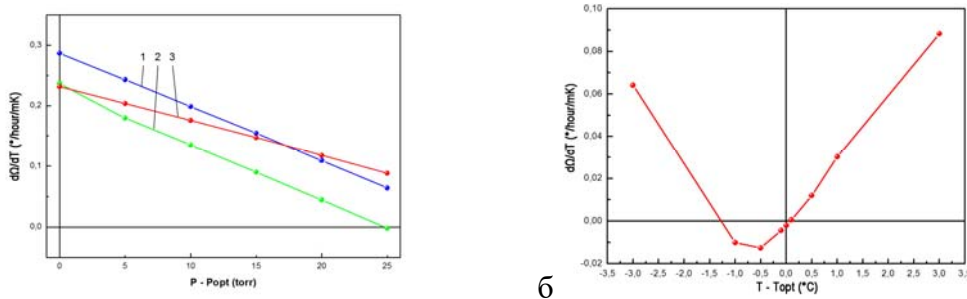 0,3
0,2
0,1
0,0
dΩ/dT (°/hour/mK)
1 2 3
0 5 10 15 20 25
P - Popt (torr)
б
0,10
0,08
0,06
0,04
0,02
0,00
-0,02
dΩ/dT (°/hour/mK)
-3,5 -3,0 -2,5 -2,0 -1,5 -1,0 -0,5 0,0 0,5 1,0 1,5 2,0 2,5 3,0 3,5
T - Topt (°C)